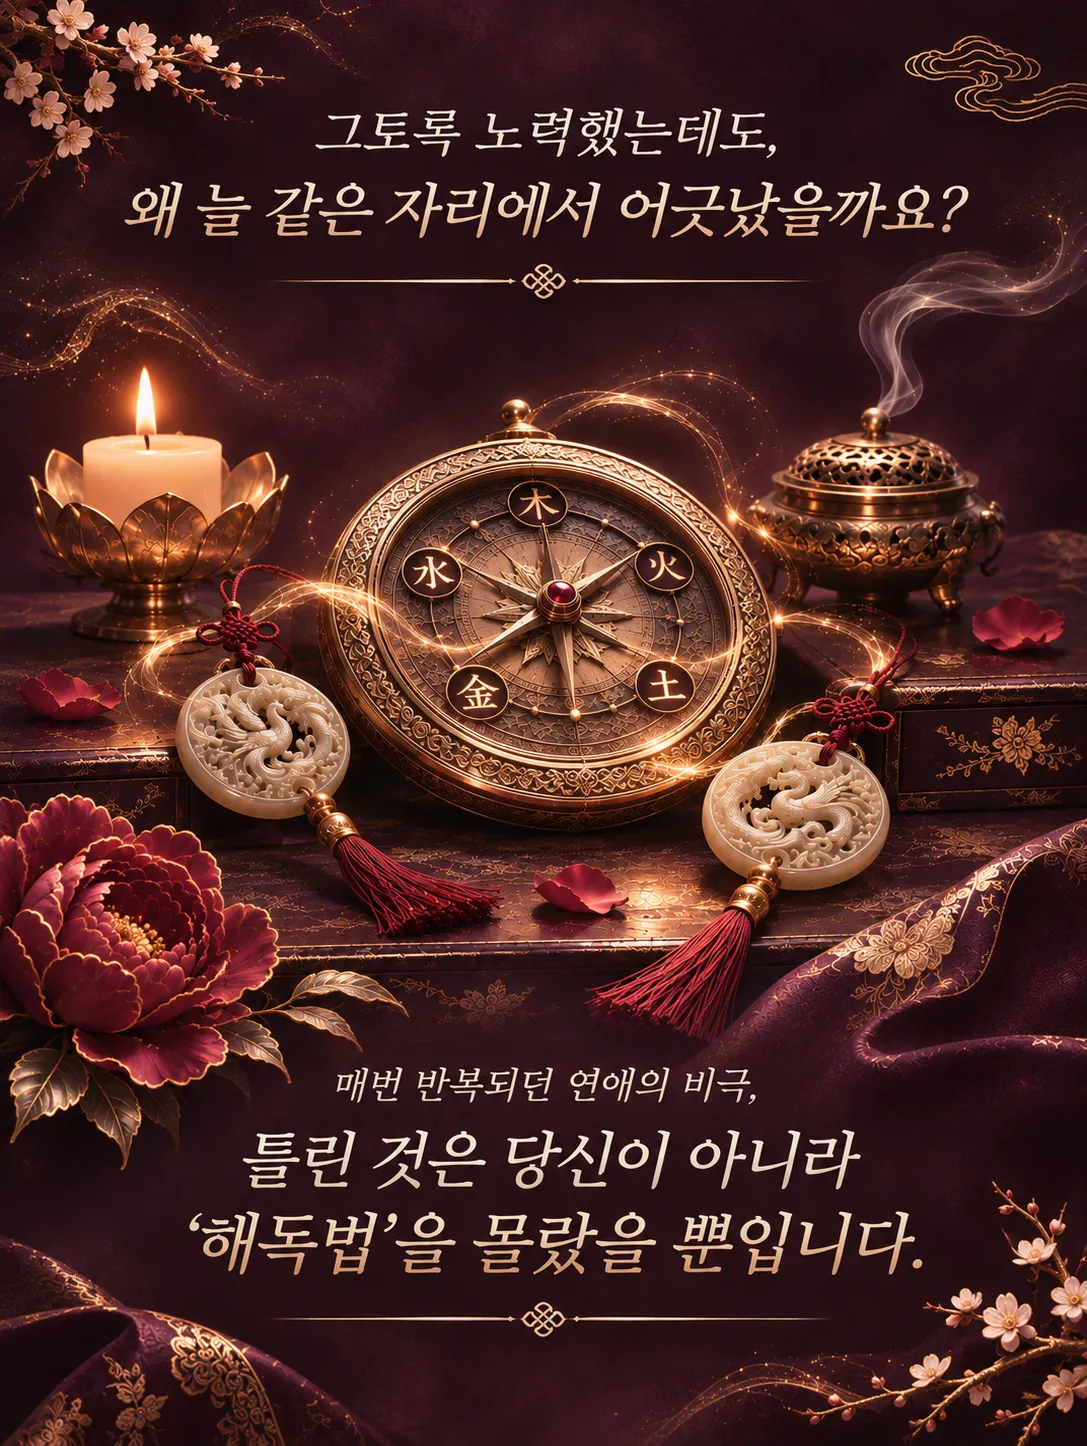 그토록 노력했는데도,
왜 늘 같은 자리에서 어긋났을까요?
木
水
火
金
土
매번 반복되던 연애의 비극,
틀린 것은 당신이 아니라
‘해독법’을 몰랐을 뿐입니다.